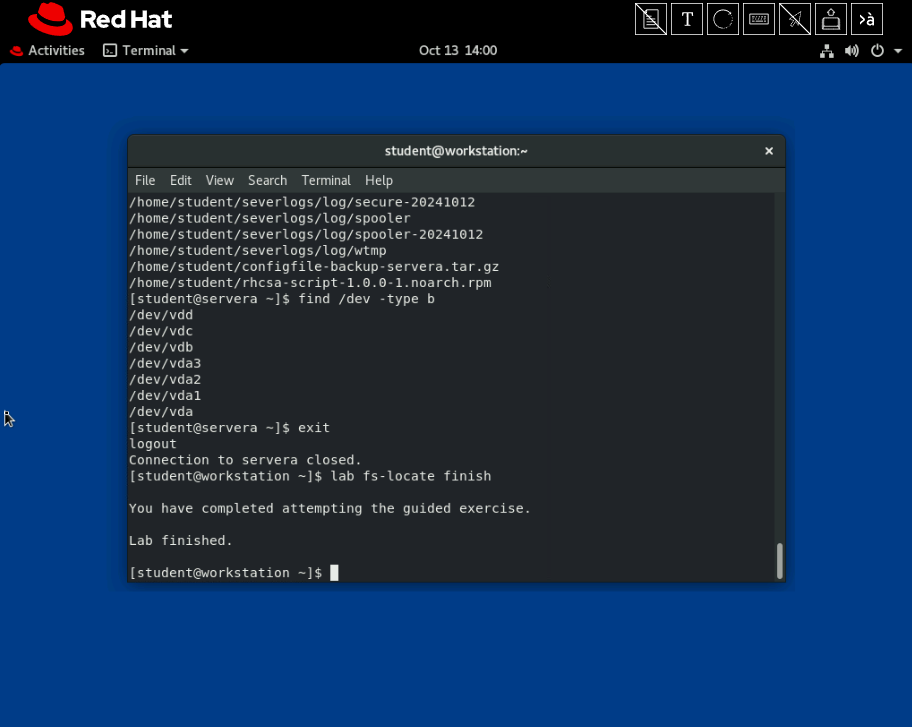 Red Hat
T
>à
Activities Terminal Oct 13 14:00
student@workstation:~ ×
File Edit View Search Terminal Help
/home/student/severlogs/log/secure-20241012
/home/student/severlogs/log/spooler
/home/student/severlogs/log/spooler-20241012
/home/student/severlogs/log/wtmp
/home/student/configfile-backup-servera.tar.gz
/home/student/rhcsa-script-1.0.0-1.noarch.rpm
[student@servera ~]$ find /dev -type b
/dev/vdd
/dev/vdc
/dev/vdb
/dev/vda3
/dev/vda2
/dev/vda1
/dev/vda
[student@servera ~]$ exit
logout
Connection to servera closed.
[student@workstation ~]$ lab fs-locate finish
You have completed attempting the guided exercise.
Lab finished.
[student@workstation ~]$